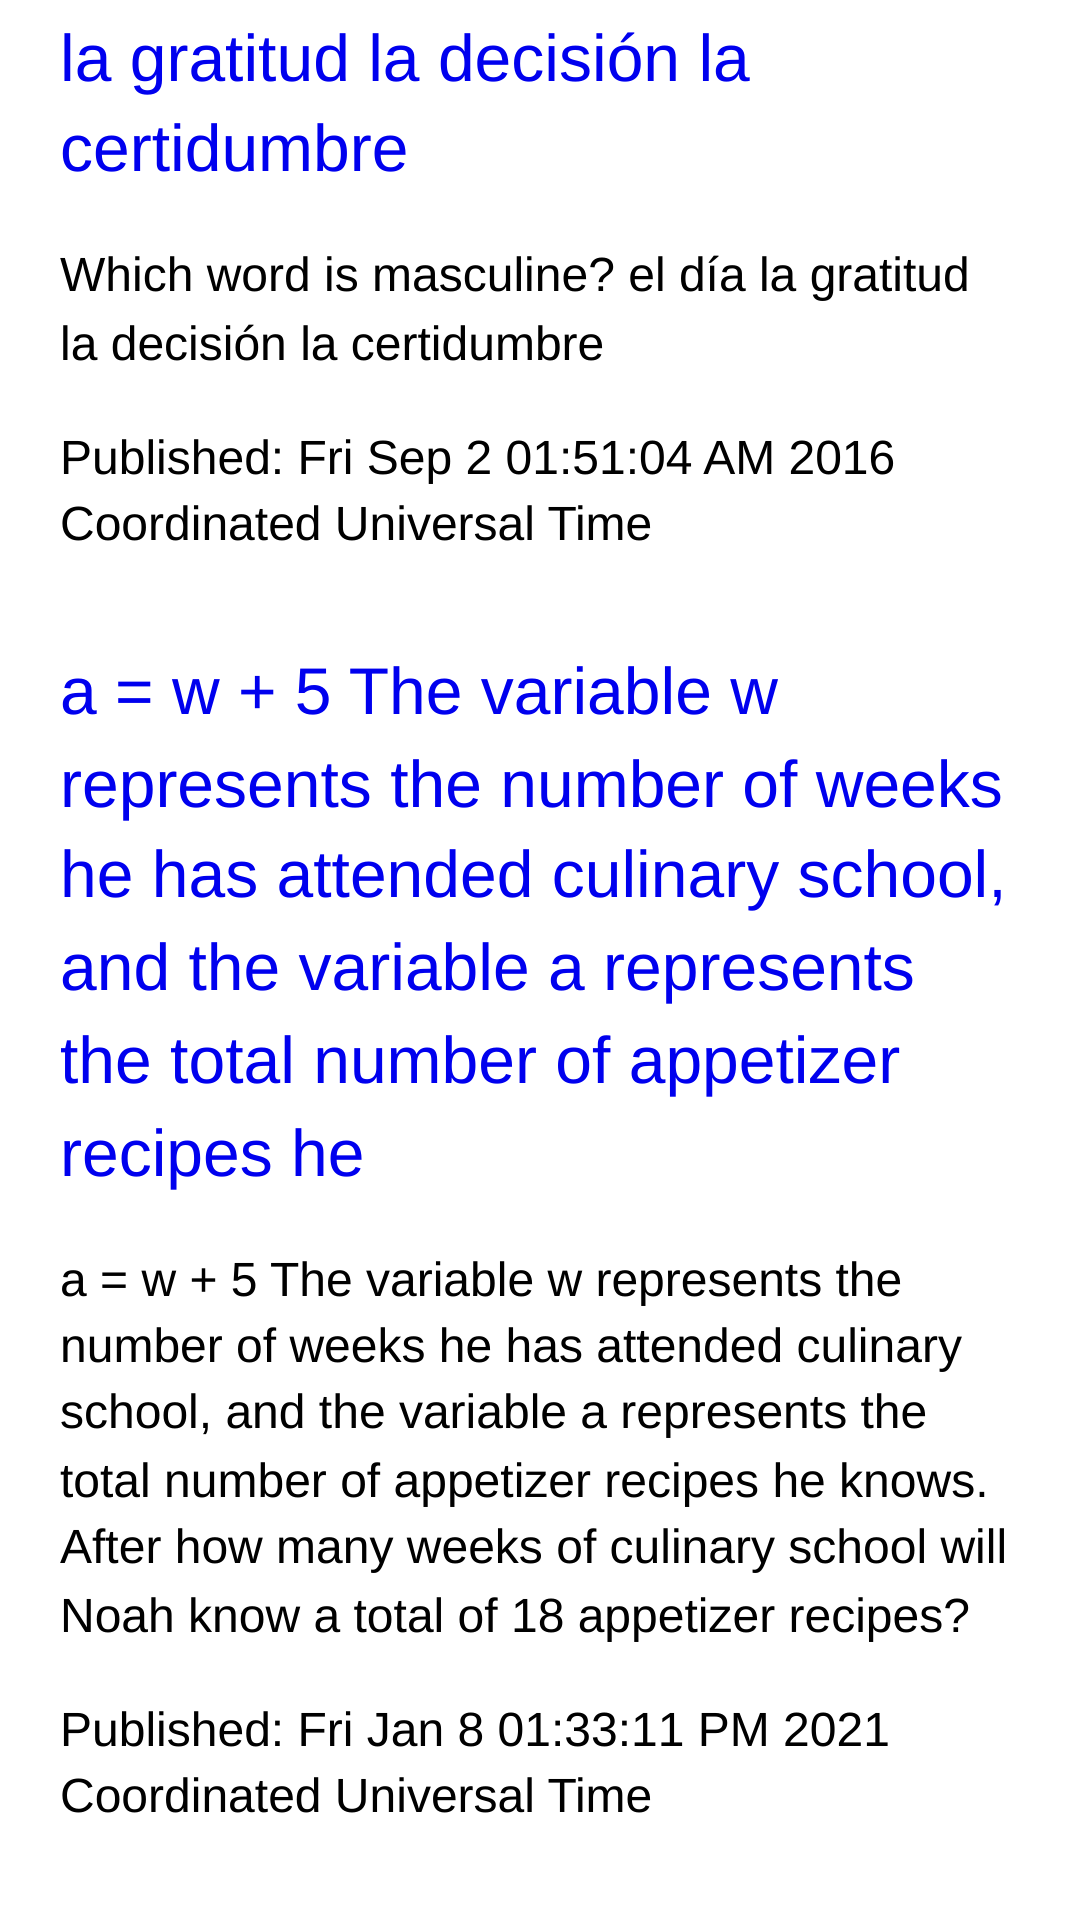 la gratitud la decisión la
certidumbre
Which word is masculine? el día la gratitud
la decisión la certidumbre
Published: Fri Sep 2 01:51:04 AM 2016
Coordinated Universal Time
a = w + 5 The variable w
represents the number of weeks
he has attended culinary school,
and the variable a represents
the total number of appetizer
recipes he
a = w + 5 The variable w represents the
number of weeks he has attended culinary
school, and the variable a represents the
total number of appetizer recipes he knows.
After how many weeks of culinary school will
Noah know a total of 18 appetizer recipes?
Published: Fri Jan 8 01:33:11 PM 2021
Coordinated Universal Time